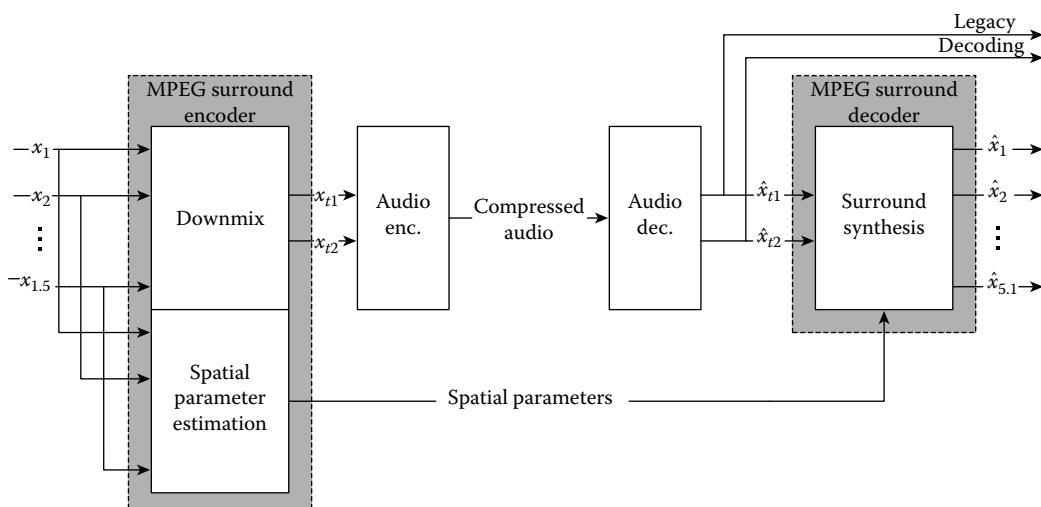 Legacy
Decoding
MPEG surround
encoder
MPEG surround
decoder
–x1
–x2
⋮
–x1.5
Downmix
xt1
xt2
Audio
enc.
Compressed
audio
Audio
dec.
x̂t1
x̂t2
Surround
synthesis
x̂1
x̂2
⋮
x̂5.1
Spatial
parameter
estimation
Spatial parameters